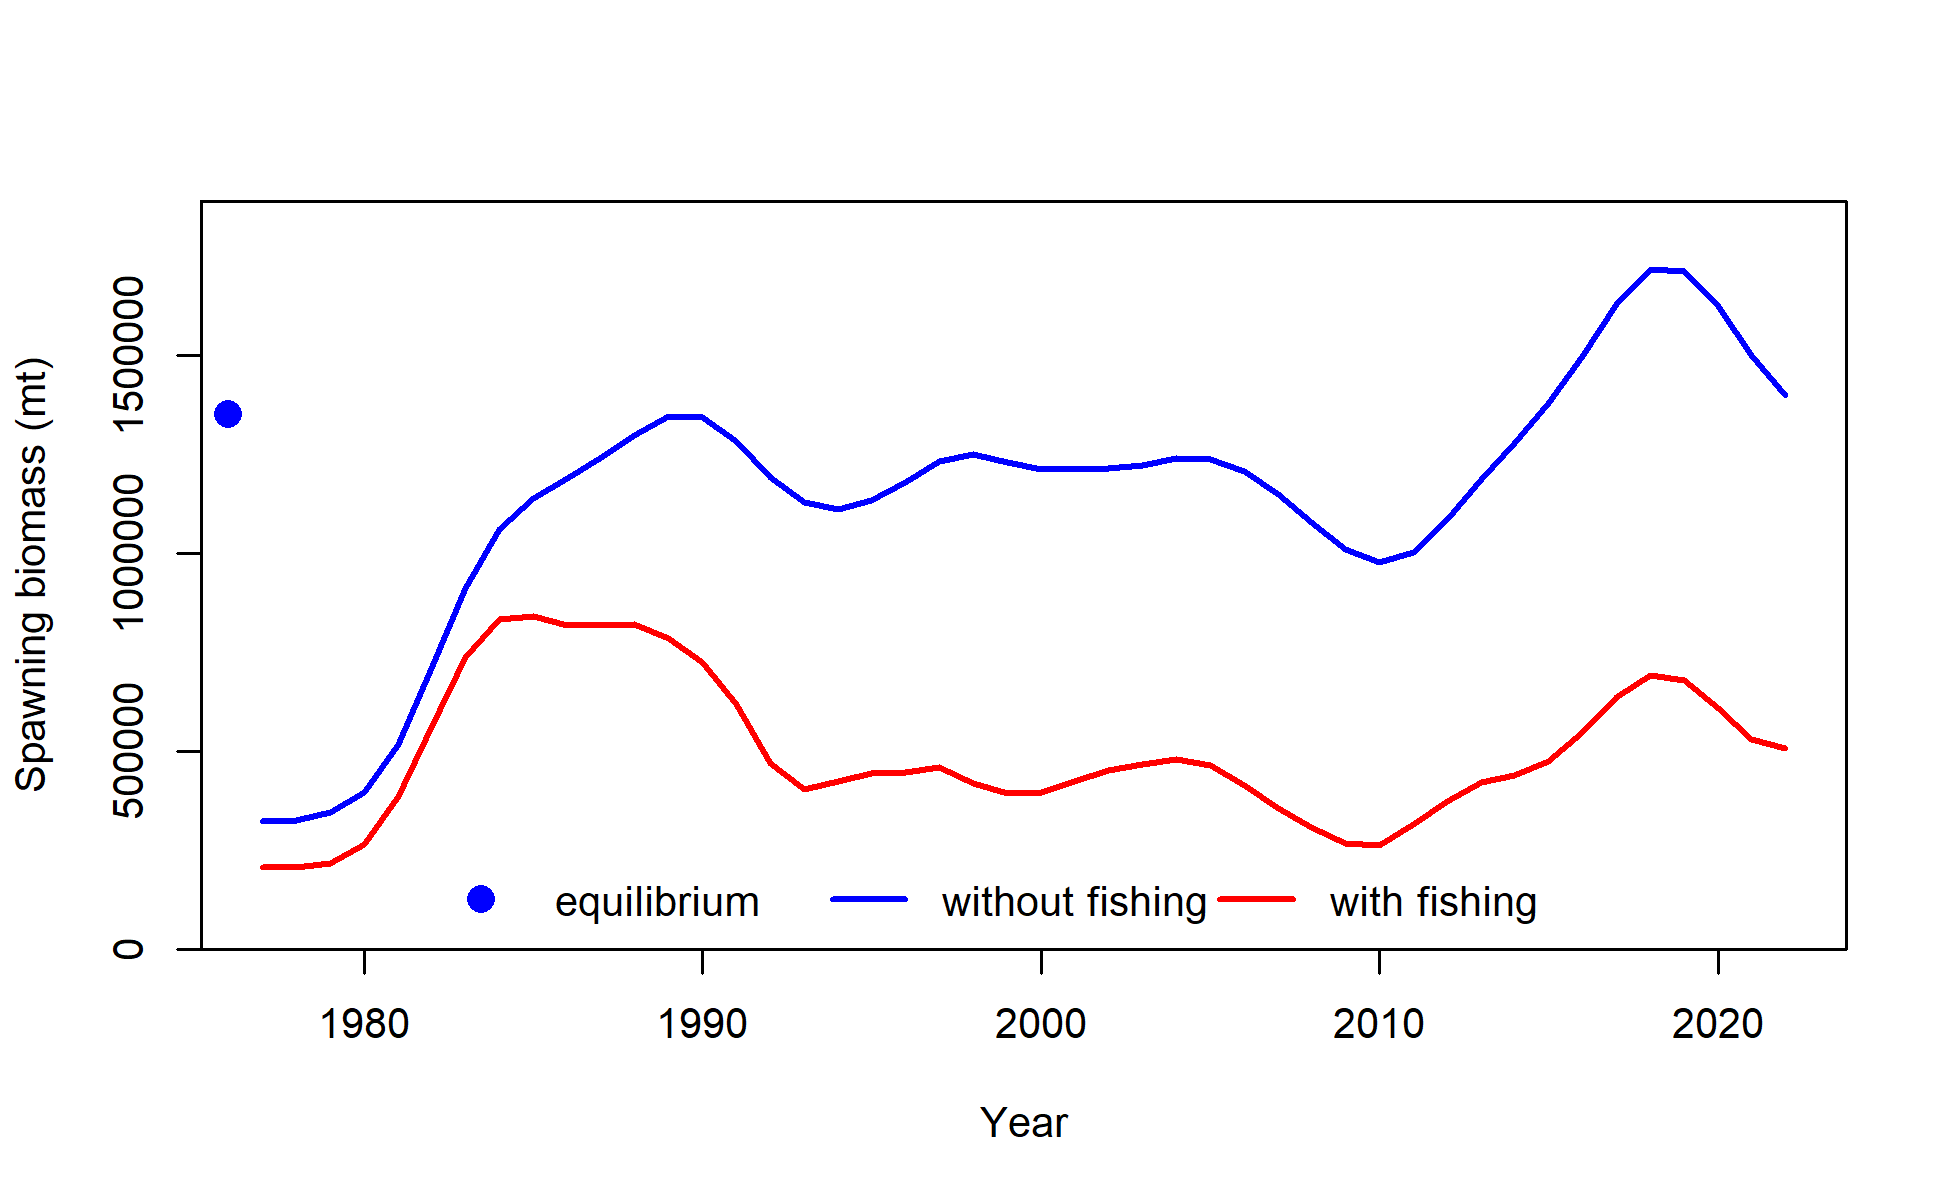 Spawning biomass (mt)
1500000
1000000
500000
0
equilibrium without fishing with fishing
1980 1990 2000 2010 2020
Year